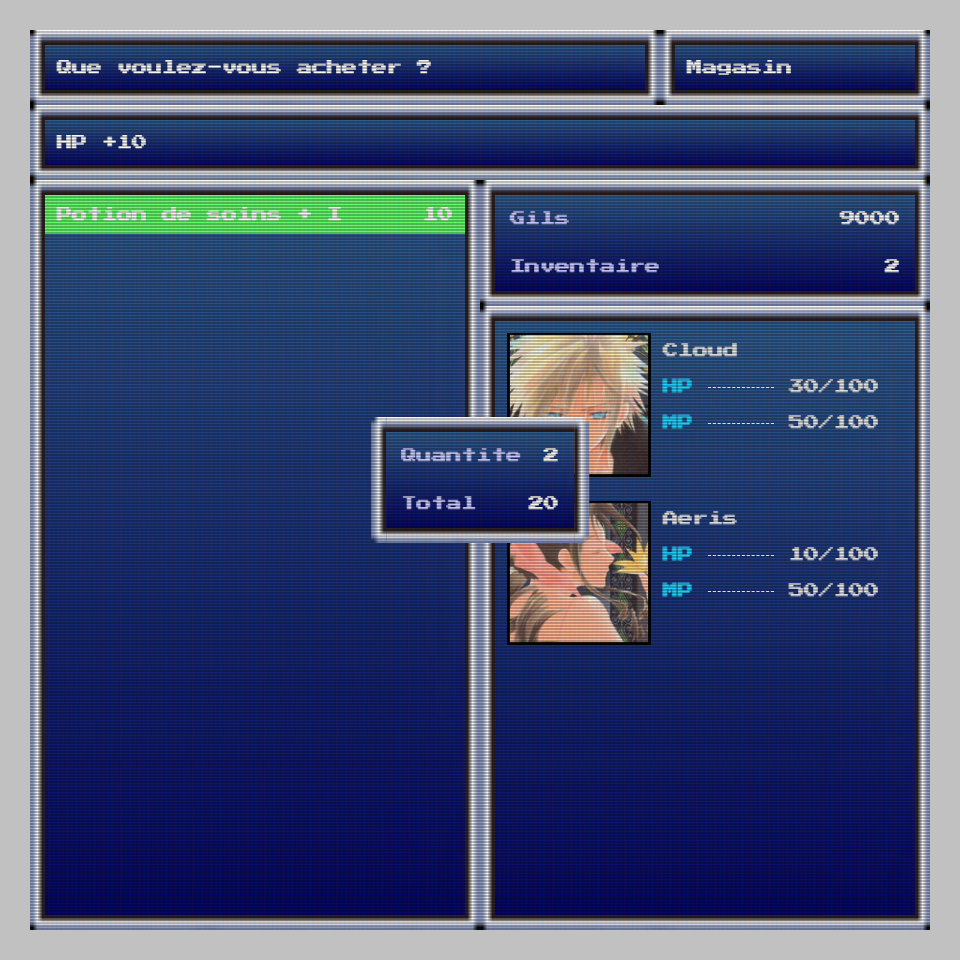 Que voulez-vous acheter ?
Magasin
HP +10
Potion de soins + I 10
Gils 9000
Inventaire 2
Quantite 2
Total 20
Cloud
HP 30/100
MP 50/100
Aeris
HP 10/100
MP 50/100